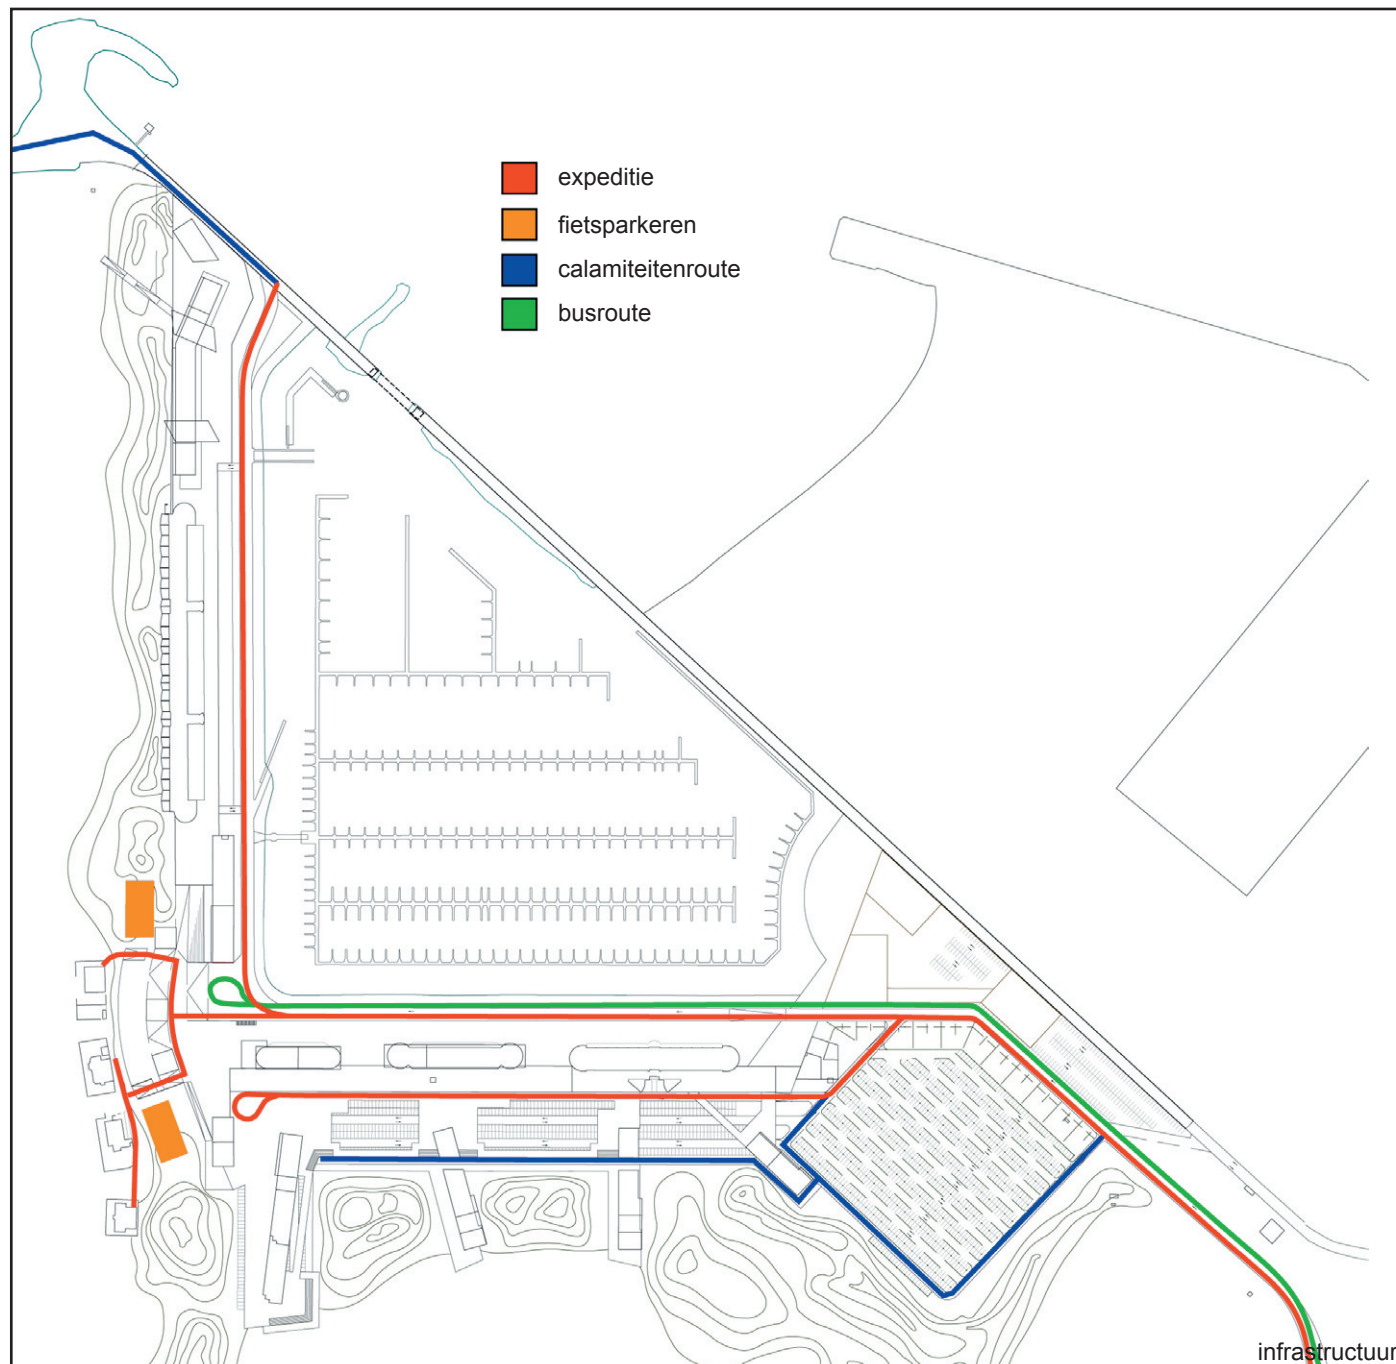 expeditie
fietsparkeren
calamiteitenroute
busroute
infrastructuur